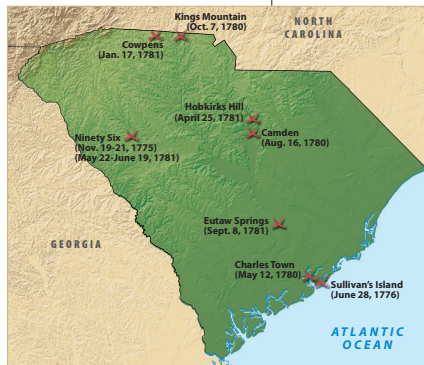 Kings Mountain
(Oct. 7, 1780)
NORTH
CAROLINA
Cowpens
(Jan. 17, 1781)
Hobkirks Hill
(April 25, 1781)
Camden
(Aug. 16, 1780)
Ninety Six
(Nov. 19-21, 1775)
(May 22-June 19, 1781)
Eutaw Springs
(Sept. 8, 1781)
GEORGIA
Charles Town
(May 12, 1780)
Sullivan's Island
(June 28, 1776)
ATLANTIC
OCEAN